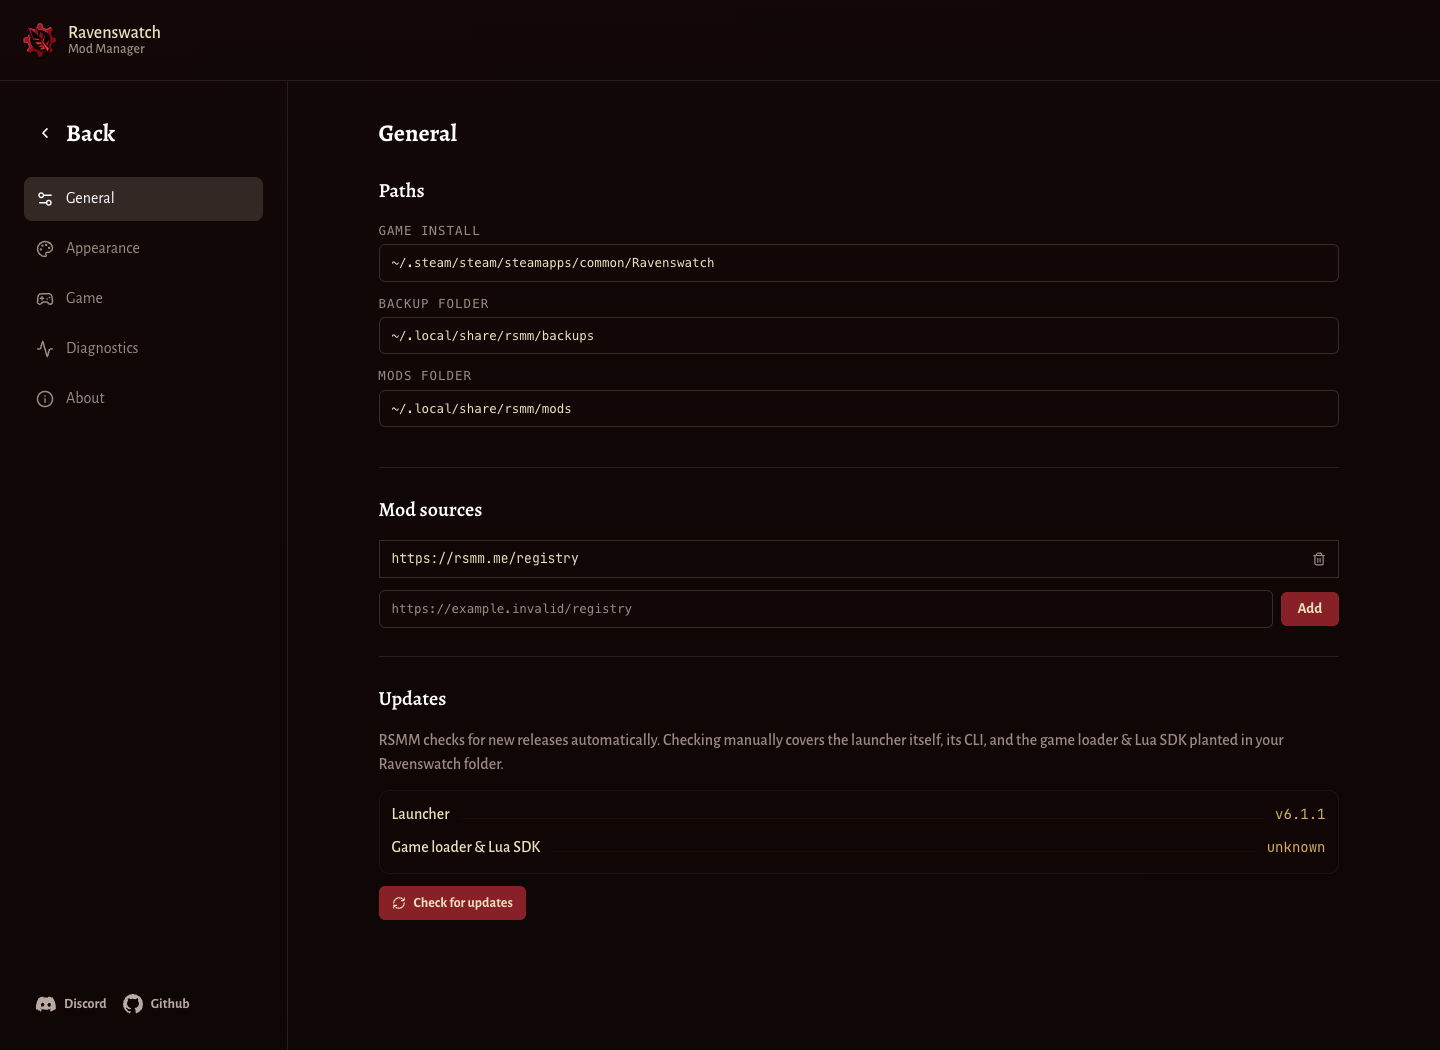 Ravenswatch
Mod Manager
Back
General
Appearance
Game
Diagnostics
About
Discord
Github
General
Paths
GAME INSTALL
~/.steam/steam/steamapps/common/Ravenswatch
BACKUP FOLDER
~/.local/share/rsmm/backups
MODS FOLDER
~/.local/share/rsmm/mods
Mod sources
https://rsmm.me/registry
https://example.invalid/registry
Add
Updates
RSMM checks for new releases automatically. Checking manually covers the launcher itself, its CLI, and the game loader & Lua SDK planted in your
Ravenswatch folder.
Launcher v6.1.1
Game loader & Lua SDK unknown
Check for updates